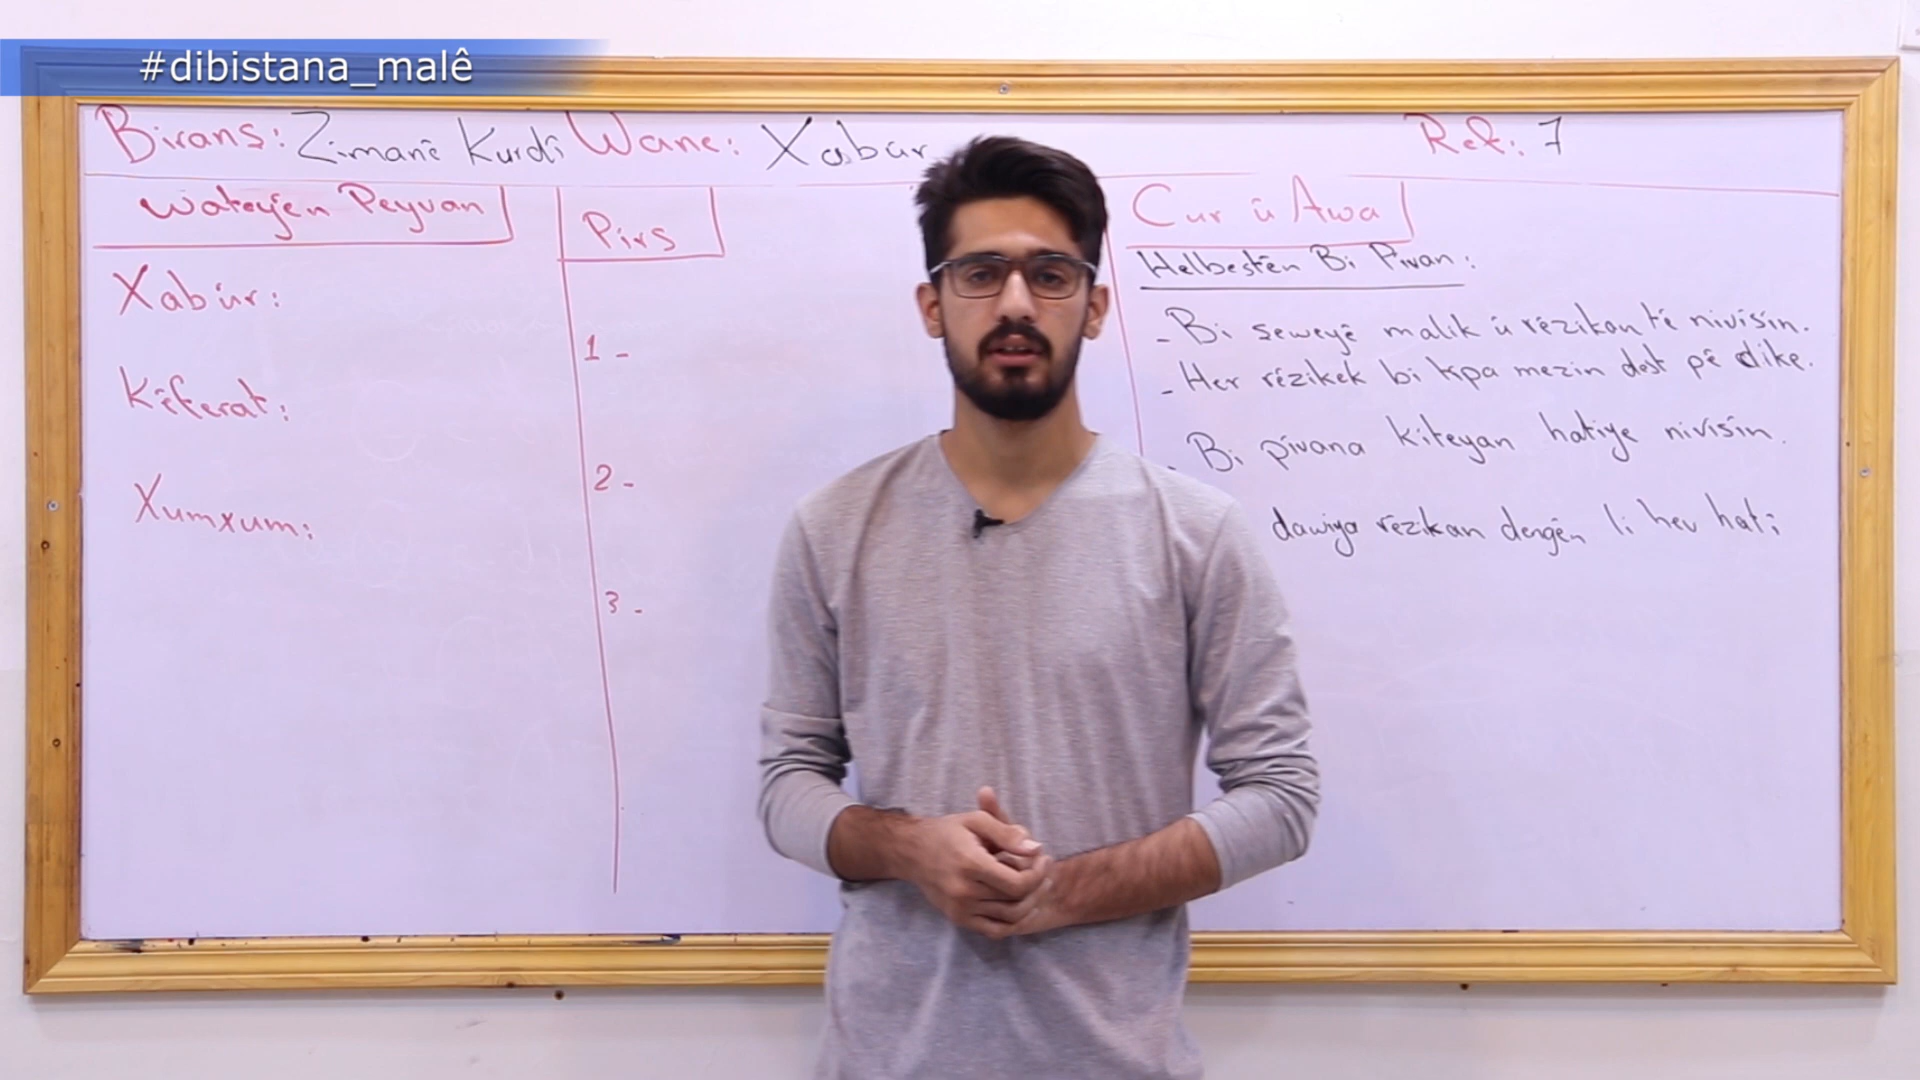 #dibistana_malê
Birans: Zimanê Kurdî Wane: Xabûr Ref: 7
Wateyên Peyvan
Xabûr:
Kêferat:
Xumxum:
Pirs
1 -
2 -
3 -
Cur û Awa
Helbestên Bi Pîvan:
- Bi şeweyê malik û rêzikan tê nivîsîn.
- Her rêzikek bi tîpa mezin dest pê dike.
- Bi pîvana kîteyan hatiye nivîsîn.
dawiya rêzikan dengên li hev hatî